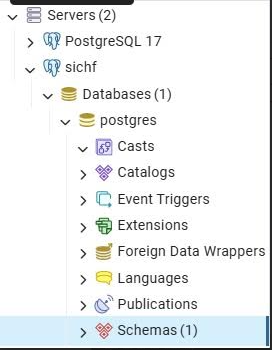 Servers (2)
PostgreSQL 17
sichf
Databases (1)
postgres
Casts
Catalogs
Event Triggers
Extensions
Foreign Data Wrappers
Languages
Publications
Schemas (1)